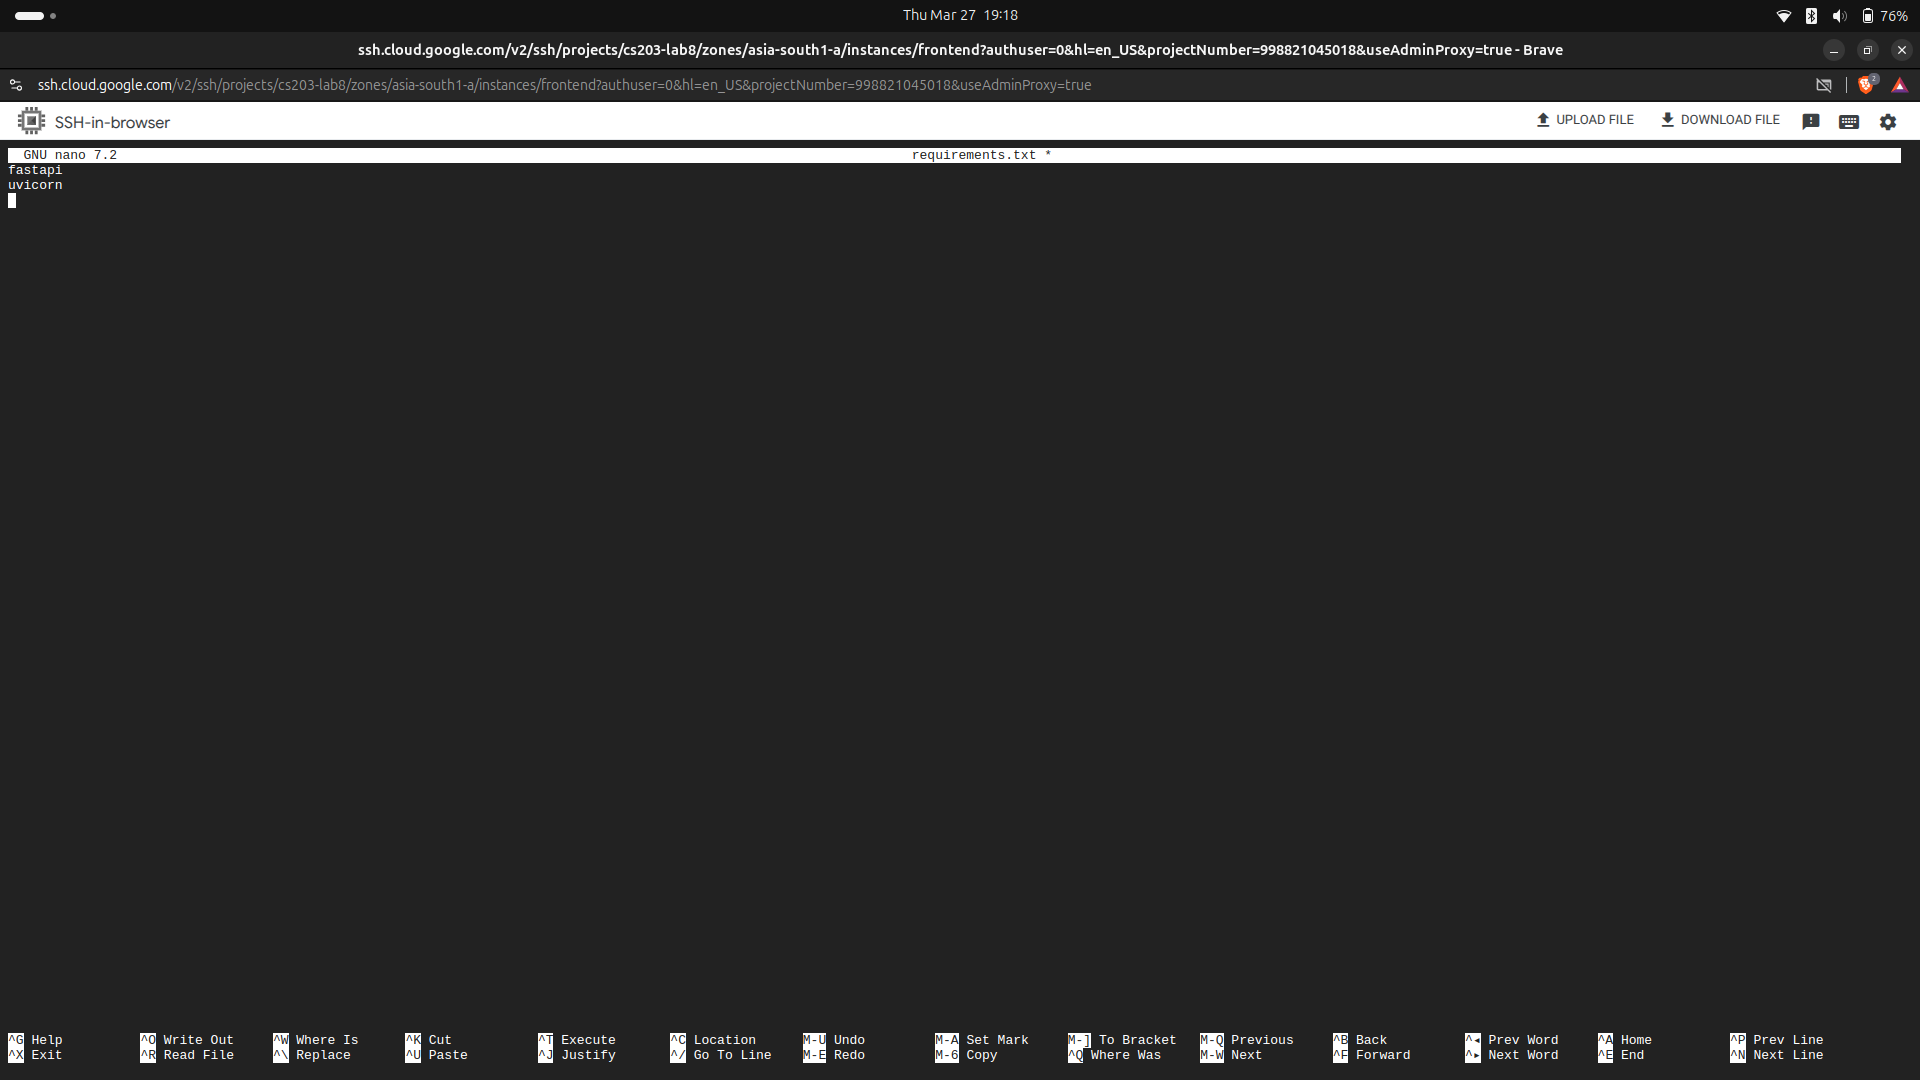 Thu Mar 27 19:18
76%
ssh.cloud.google.com/v2/ssh/projects/cs203-lab8/zones/asia-south1-a/instances/frontend?authuser=0&hl=en_US&projectNumber=998821045018&useAdminProxy=true - Brave
ssh.cloud.google.com/v2/ssh/projects/cs203-lab8/zones/asia-south1-a/instances/frontend?authuser=0&hl=en_US&projectNumber=998821045018&useAdminProxy=true
2
SSH-in-browser
UPLOAD FILE DOWNLOAD FILE
GNU nano 7.2 requirements.txt *
fastapi
uvicorn
^G Help ^O Write Out ^W Where Is ^K Cut ^T Execute ^C Location M-U Undo M-A Set Mark M-] To Bracket M-Q Previous ^B Back ^◂ Prev Word ^A Home ^P Prev Line
^X Exit ^R Read File ^\ Replace ^U Paste ^J Justify ^/ Go To Line M-E Redo M-6 Copy ^Q Where Was M-W Next ^F Forward ^▸ Next Word ^E End ^N Next Line